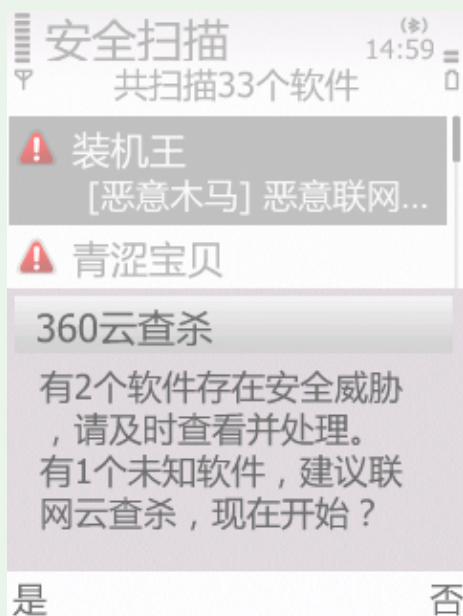 安全扫描
14:59
共扫描33个软件
装机王
[恶意木马] 恶意联网...
青涩宝贝
360云查杀
有2个软件存在安全威胁
，请及时查看并处理。
有1个未知软件，建议联
网云查杀，现在开始？
是 否